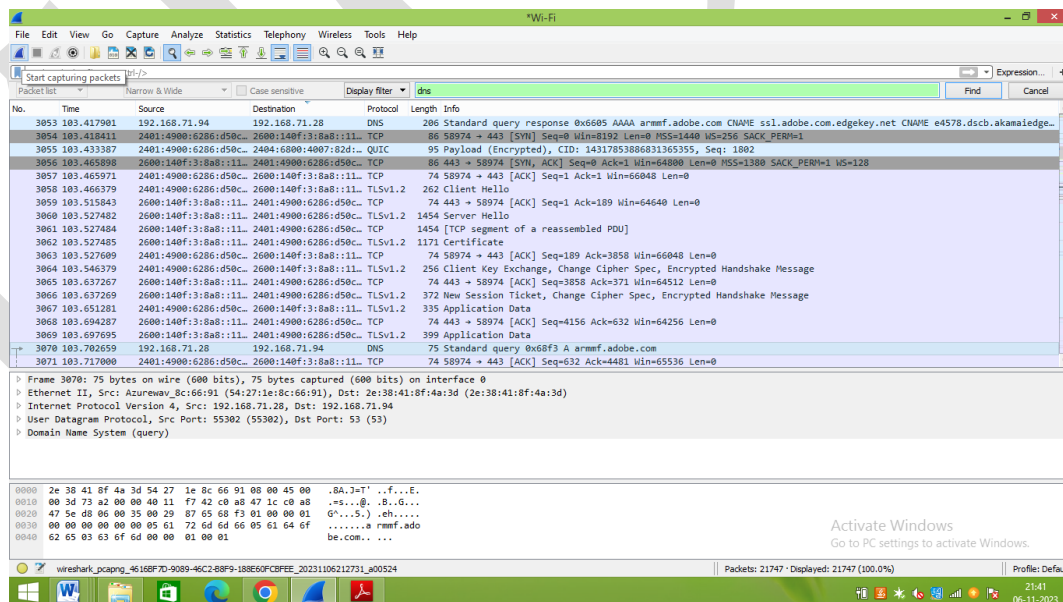 *Wi-Fi
File Edit View Go Capture Analyze Statistics Telephony Wireless Tools Help
Start capturing packets trl-/> Expression... +
Packet list Narrow & Wide Case sensitive Display filter dns Find Cancel
No. Time Source Destination Protocol Length Info
3053 103.417901 192.168.71.94 192.168.71.28 DNS 206 Standard query response 0x6605 AAAA armmf.adobe.com CNAME ssl.adobe.com.edgekey.net CNAME e4578.dscb.akamaiedge…
3054 103.418411 2401:4900:6286:d50c… 2600:140f:3:8a8::11… TCP 86 58974 → 443 [SYN] Seq=0 Win=8192 Len=0 MSS=1440 WS=256 SACK_PERM=1
3055 103.433387 2401:4900:6286:d50c… 2404:6800:4007:82d:… QUIC 95 Payload (Encrypted), CID: 14317853886831365355, Seq: 1802
3056 103.465898 2600:140f:3:8a8::11… 2401:4900:6286:d50c… TCP 86 443 → 58974 [SYN, ACK] Seq=0 Ack=1 Win=64800 Len=0 MSS=1380 SACK_PERM=1 WS=128
3057 103.465971 2401:4900:6286:d50c… 2600:140f:3:8a8::11… TCP 74 58974 → 443 [ACK] Seq=1 Ack=1 Win=66048 Len=0
3058 103.466379 2401:4900:6286:d50c… 2600:140f:3:8a8::11… TLSv1.2 262 Client Hello
3059 103.515843 2600:140f:3:8a8::11… 2401:4900:6286:d50c… TCP 74 443 → 58974 [ACK] Seq=1 Ack=189 Win=64640 Len=0
3060 103.527482 2600:140f:3:8a8::11… 2401:4900:6286:d50c… TLSv1.2 1454 Server Hello
3061 103.527484 2600:140f:3:8a8::11… 2401:4900:6286:d50c… TCP 1454 [TCP segment of a reassembled PDU]
3062 103.527485 2600:140f:3:8a8::11… 2401:4900:6286:d50c… TLSv1.2 1171 Certificate
3063 103.527609 2401:4900:6286:d50c… 2600:140f:3:8a8::11… TCP 74 58974 → 443 [ACK] Seq=189 Ack=3858 Win=66048 Len=0
3064 103.546379 2401:4900:6286:d50c… 2600:140f:3:8a8::11… TLSv1.2 256 Client Key Exchange, Change Cipher Spec, Encrypted Handshake Message
3065 103.637267 2600:140f:3:8a8::11… 2401:4900:6286:d50c… TCP 74 443 → 58974 [ACK] Seq=3858 Ack=371 Win=64512 Len=0
3066 103.637269 2600:140f:3:8a8::11… 2401:4900:6286:d50c… TLSv1.2 372 New Session Ticket, Change Cipher Spec, Encrypted Handshake Message
3067 103.651281 2401:4900:6286:d50c… 2600:140f:3:8a8::11… TLSv1.2 335 Application Data
3068 103.694287 2600:140f:3:8a8::11… 2401:4900:6286:d50c… TCP 74 443 → 58974 [ACK] Seq=4156 Ack=632 Win=64256 Len=0
3069 103.697695 2600:140f:3:8a8::11… 2401:4900:6286:d50c… TLSv1.2 399 Application Data
3070 103.702659 192.168.71.28 192.168.71.94 DNS 75 Standard query 0x68f3 A armmf.adobe.com
3071 103.717000 2401:4900:6286:d50c… 2600:140f:3:8a8::11… TCP 74 58974 → 443 [ACK] Seq=632 Ack=4481 Win=65536 Len=0
Frame 3070: 75 bytes on wire (600 bits), 75 bytes captured (600 bits) on interface 0
Ethernet II, Src: Azurewav_8c:66:91 (54:27:1e:8c:66:91), Dst: 2e:38:41:8f:4a:3d (2e:38:41:8f:4a:3d)
Internet Protocol Version 4, Src: 192.168.71.28, Dst: 192.168.71.94
User Datagram Protocol, Src Port: 55302 (55302), Dst Port: 53 (53)
Domain Name System (query)
0000 2e 38 41 8f 4a 3d 54 27 1e 8c 66 91 08 00 45 00 .8A.J=T' ..f...E.
0010 00 3d 73 a2 00 00 40 11 f7 42 c0 a8 47 1c c0 a8 .=s...@. .B..G...
0020 47 5e d8 06 00 35 00 29 87 65 68 f3 01 00 00 01 G^...5.) .eh.....
0030 00 00 00 00 00 00 05 61 72 6d 6d 66 05 61 64 6f .......a rmmf.ado
0040 62 65 03 63 6f 6d 00 00 01 00 01 be.com.. ...
Activate Windows
Go to PC settings to activate Windows.
wireshark_pcapng_4616BF7D-9089-46C2-B8F9-188E60FCBFEE_20231106212731_a00524 Packets: 21747 · Displayed: 21747 (100.0%) Profile: Defau
21:41
06-11-2023